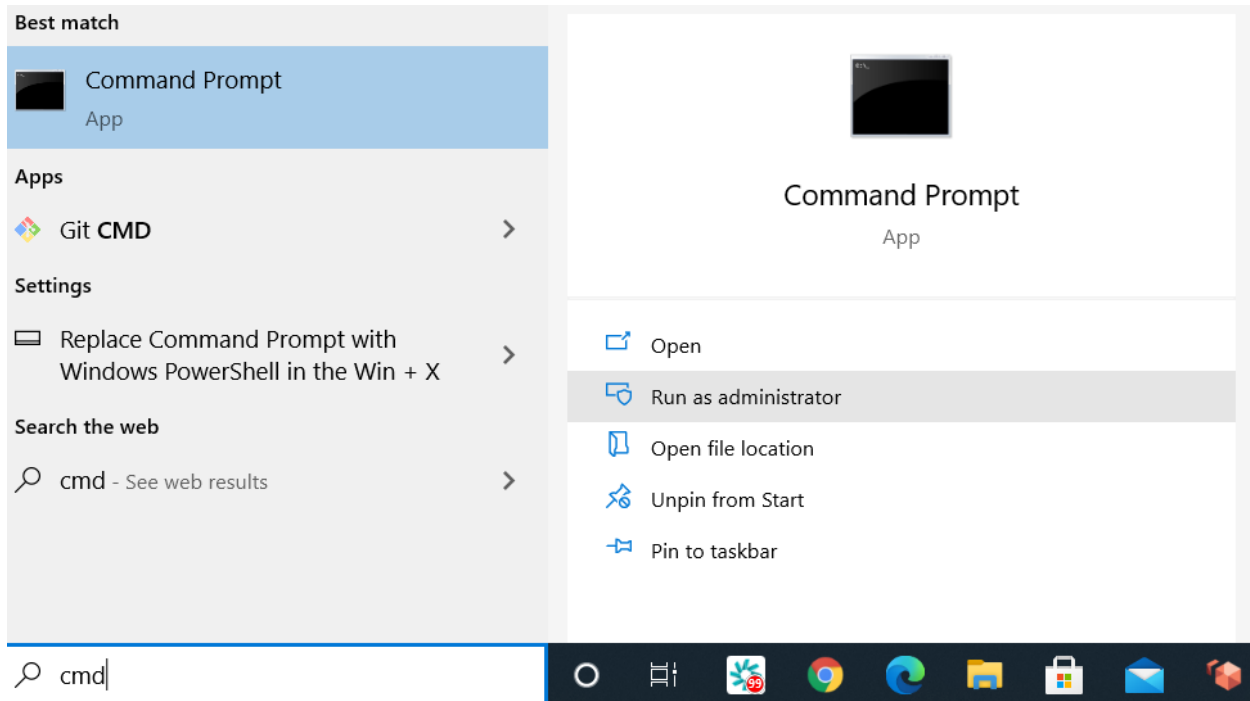 Best match
Command Prompt
App
Apps
Git CMD
Settings
Replace Command Prompt with
Windows PowerShell in the Win + X
Search the web
cmd - See web results
cmd
Command Prompt
App
Open
Run as administrator
Open file location
Unpin from Start
Pin to taskbar
99